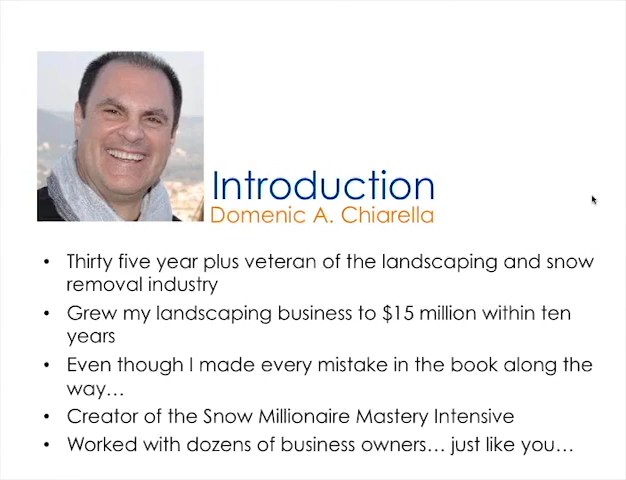 Introduction
Domenic A. Chiarella
• Thirty five year plus veteran of the landscaping and snow
removal industry
• Grew my landscaping business to $15 million within ten
years
• Even though I made every mistake in the book along the
way…
• Creator of the Snow Millionaire Mastery Intensive
• Worked with dozens of business owners… just like you…